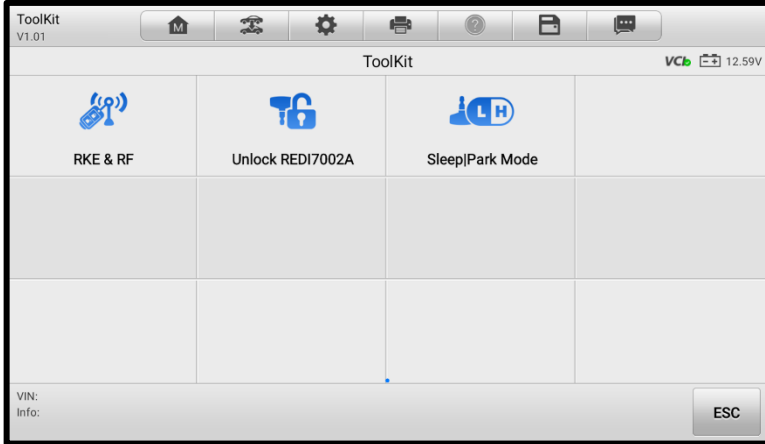 ToolKit
V1.01
M
ToolKit
VCI
12.59V
RKE & RF
Unlock REDI7002A
L H
Sleep|Park Mode
VIN:
Info:
ESC